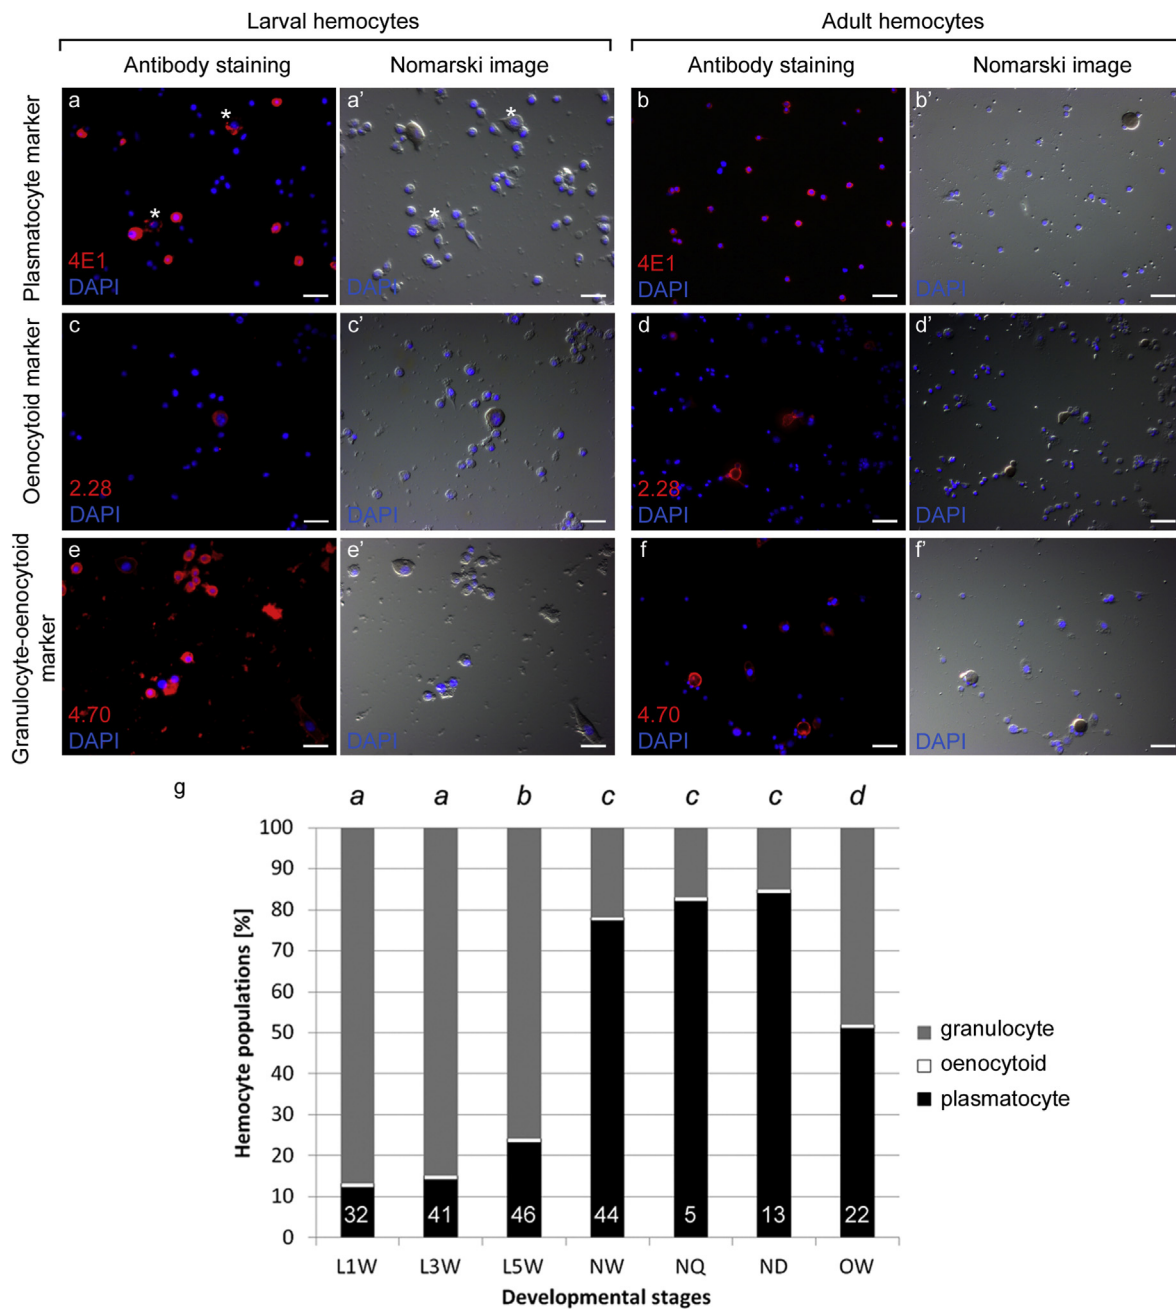 Larval hemocytes
Adult hemocytes
Antibody staining
Nomarski image
Antibody staining
Nomarski image
Plasmatocyte marker
a
*
*
4E1
DAPI
a’
*
*
DAPI
b
4E1
DAPI
b’
DAPI
Oenocytoid marker
c
2.28
DAPI
c’
DAPI
d
2.28
DAPI
d’
DAPI
Granulocyte-oenocytoid
marker
e
4.70
DAPI
e’
DAPI
f
4.70
DAPI
f’
DAPI
g
a a b c c c d
Hemocyte populations [%]
100
90
80
70
60
50
40
30
20
10
0
32 41 46 44 5 13 22
L1W L3W L5W NW NQ ND OW
Developmental stages
granulocyte
oenocytoid
plasmatocyte